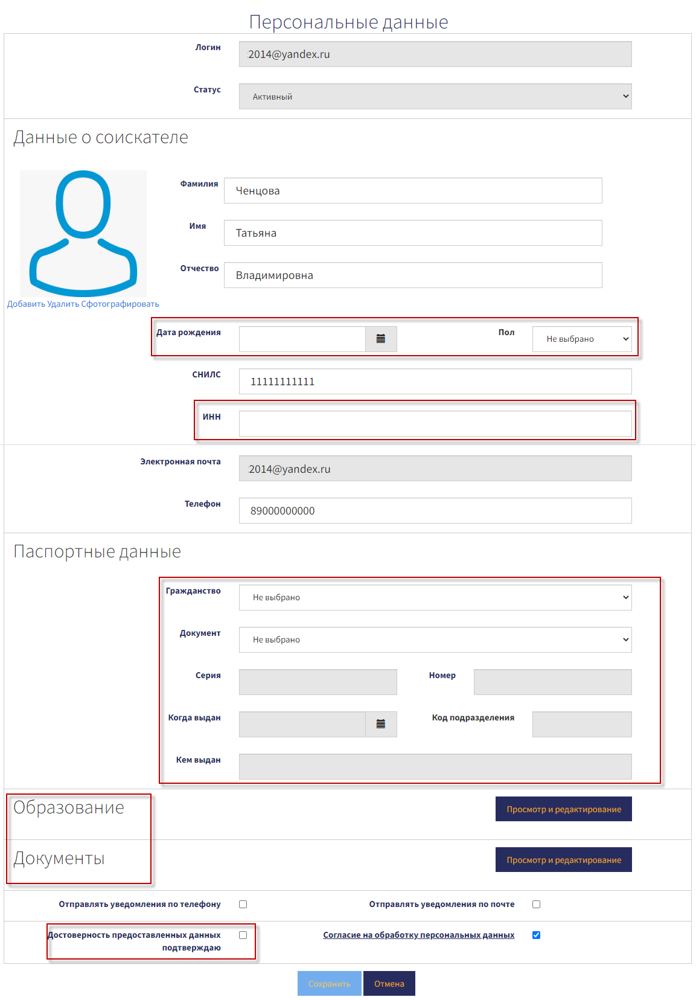 Персональные данные
Логин
2014@yandex.ru
Статус
Активный
Данные о соискателе
Фамилия
Ченцова
Имя
Татьяна
Отчество
Владимировна
Добавить Удалить Сфотографировать
Дата рождения
Пол
Не выбрано
СНИЛС
11111111111
ИНН
Электронная почта
2014@yandex.ru
Телефон
89000000000
Паспортные данные
Гражданство
Не выбрано
Документ
Не выбрано
Серия
Номер
Когда выдан
Код подразделения
Кем выдан
Образование
Просмотр и редактирование
Документы
Просмотр и редактирование
Отправлять уведомления по телефону
Отправлять уведомления по почте
Достоверность предоставленных данных
подтверждаю
Согласие на обработку персональных данных
Сохранить
Отмена